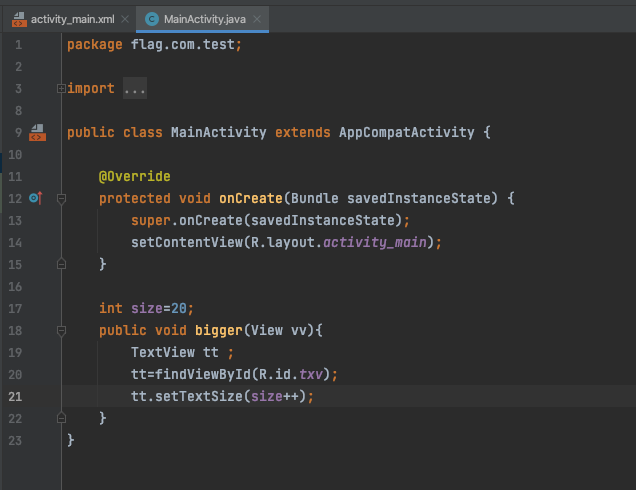 activity_main.xml × MainActivity.java ×
1 package flag.com.test;
2
3 import ...
8
9 public class MainActivity extends AppCompatActivity {
10
11 @Override
12 protected void onCreate(Bundle savedInstanceState) {
13 super.onCreate(savedInstanceState);
14 setContentView(R.layout.activity_main);
15 }
16
17 int size=20;
18 public void bigger(View vv){
19 TextView tt ;
20 tt=findViewById(R.id.txv);
21 tt.setTextSize(size++);
22 }
23 }